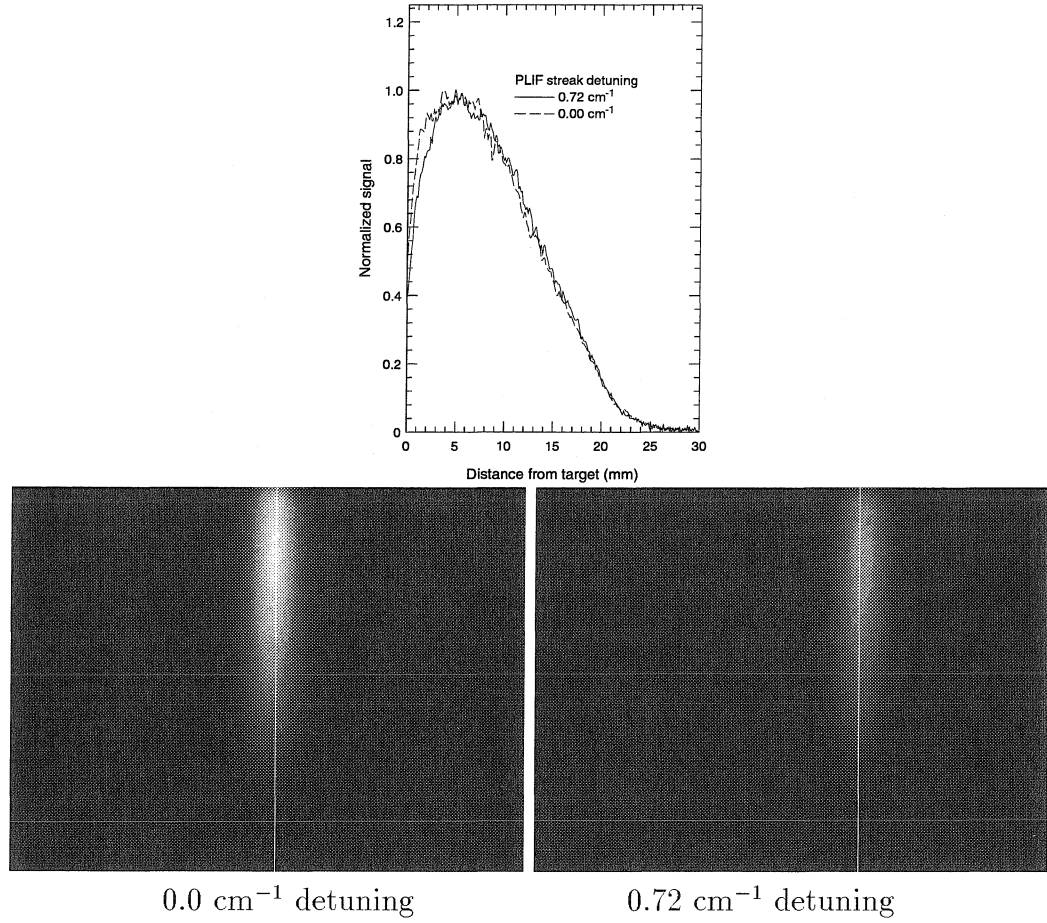 1.2
1.0
0.8
0.6
0.4
0.2
0
Normalized signal
PLIF streak detuning
0.72 cm⁻¹
0.00 cm⁻¹
0 5 10 15 20 25 30
Distance from target (mm)
0.0 cm⁻¹ detuning
0.72 cm⁻¹ detuning